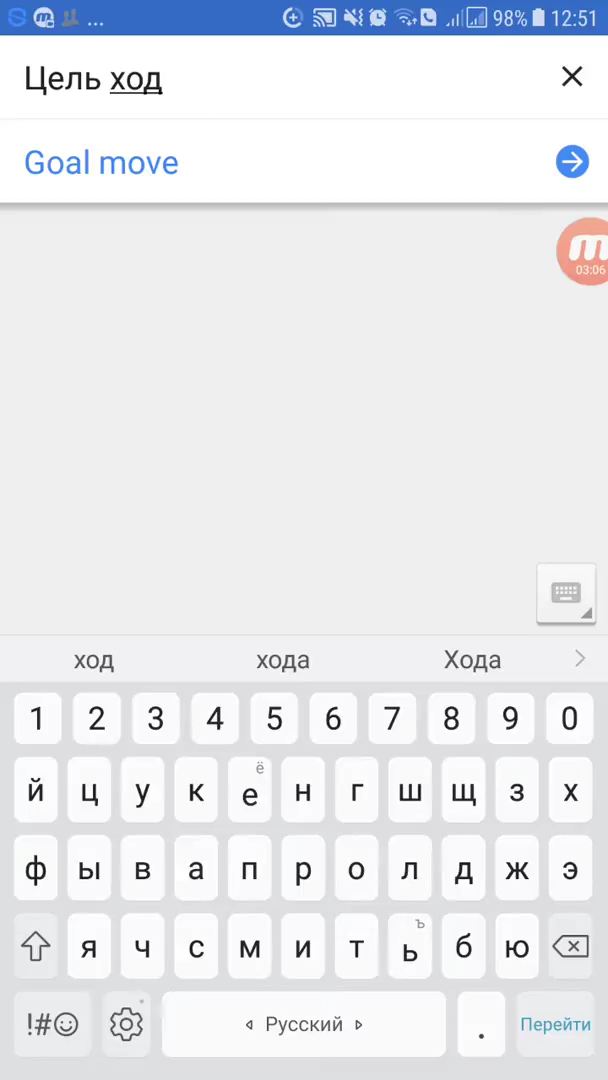 ... 98% 12:51
Цель ход
Goal move
03:06
ход хода Хода
1 2 3 4 5 6 7 8 9 0
ё
й ц у к е н г ш щ з х
ф ы в а п р о л д ж э
ъ
я ч с м и т ь б ю
!#☺ Русский . Перейти